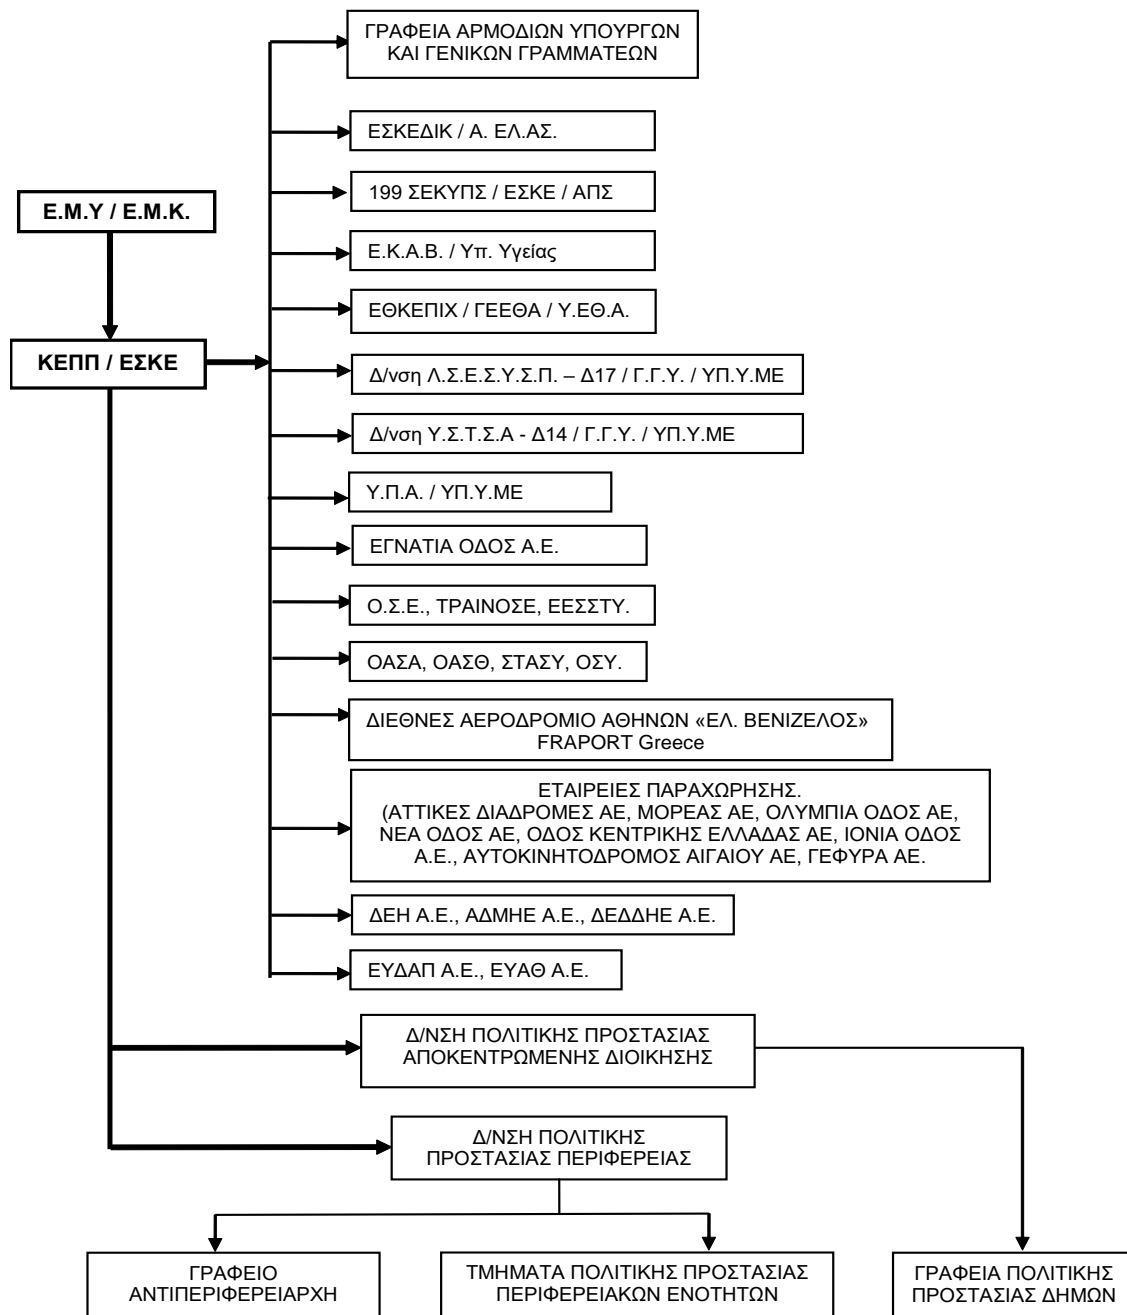 ΓΡΑΦΕΙΑ ΑΡΜΟΔΙΩΝ ΥΠΟΥΡΓΩΝ
ΚΑΙ ΓΕΝΙΚΩΝ ΓΡΑΜΜΑΤΕΩΝ
ΕΣΚΕΔΙΚ / Α. ΕΛ.ΑΣ.
199 ΣΕΚΥΠΣ / ΕΣΚΕ / ΑΠΣ
Ε.Μ.Υ / Ε.Μ.Κ.
Ε.Κ.Α.Β. / Υπ. Υγείας
ΕΘΚΕΠΙΧ / ΓΕΕΘΑ / Υ.ΕΘ.Α.
ΚΕΠΠ / ΕΣΚΕ
Δ/νση Λ.Σ.Ε.Σ.Υ.Σ.Π. – Δ17 / Γ.Γ.Υ. / ΥΠ.Υ.ΜΕ
Δ/νση Υ.Σ.Τ.Σ.Α - Δ14 / Γ.Γ.Υ. / ΥΠ.Υ.ΜΕ
Υ.Π.Α. / ΥΠ.Υ.ΜΕ
ΕΓΝΑΤΙΑ ΟΔΟΣ Α.Ε.
Ο.Σ.Ε., ΤΡΑΙΝΟΣΕ, ΕΕΣΣΤΥ.
ΟΑΣΑ, ΟΑΣΘ, ΣΤΑΣΥ, ΟΣΥ.
ΔΙΕΘΝΕΣ ΑΕΡΟΔΡΟΜΙΟ ΑΘΗΝΩΝ «ΕΛ. ΒΕΝΙΖΕΛΟΣ»
FRAPORT Greece
ΕΤΑΙΡΕΙΕΣ ΠΑΡΑΧΩΡΗΣΗΣ.
(ΑΤΤΙΚΕΣ ΔΙΑΔΡΟΜΕΣ ΑΕ, ΜΟΡΕΑΣ ΑΕ, ΟΛΥΜΠΙΑ ΟΔΟΣ ΑΕ,
ΝΕΑ ΟΔΟΣ ΑΕ, ΟΔΟΣ ΚΕΝΤΡΙΚΗΣ ΕΛΛΑΔΑΣ ΑΕ, ΙΟΝΙΑ ΟΔΟΣ
Α.Ε., ΑΥΤΟΚΙΝΗΤΟΔΡΟΜΟΣ ΑΙΓΑΙΟΥ ΑΕ, ΓΕΦΥΡΑ ΑΕ.
ΔΕΗ Α.Ε., ΑΔΜΗΕ Α.Ε., ΔΕΔΔΗΕ Α.Ε.
ΕΥΔΑΠ Α.Ε., ΕΥΑΘ Α.Ε.
Δ/ΝΣΗ ΠΟΛΙΤΙΚΗΣ ΠΡΟΣΤΑΣΙΑΣ
ΑΠΟΚΕΝΤΡΩΜΕΝΗΣ ΔΙΟΙΚΗΣΗΣ
Δ/ΝΣΗ ΠΟΛΙΤΙΚΗΣ
ΠΡΟΣΤΑΣΙΑΣ ΠΕΡΙΦΕΡΕΙΑΣ
ΓΡΑΦΕΙΟ
ΑΝΤΙΠΕΡΙΦΕΡΕΙΑΡΧΗ
ΤΜΗΜΑΤΑ ΠΟΛΙΤΙΚΗΣ ΠΡΟΣΤΑΣΙΑΣ
ΠΕΡΙΦΕΡΕΙΑΚΩΝ ΕΝΟΤΗΤΩΝ
ΓΡΑΦΕΙΑ ΠΟΛΙΤΙΚΗΣ
ΠΡΟΣΤΑΣΙΑΣ ΔΗΜΩΝ